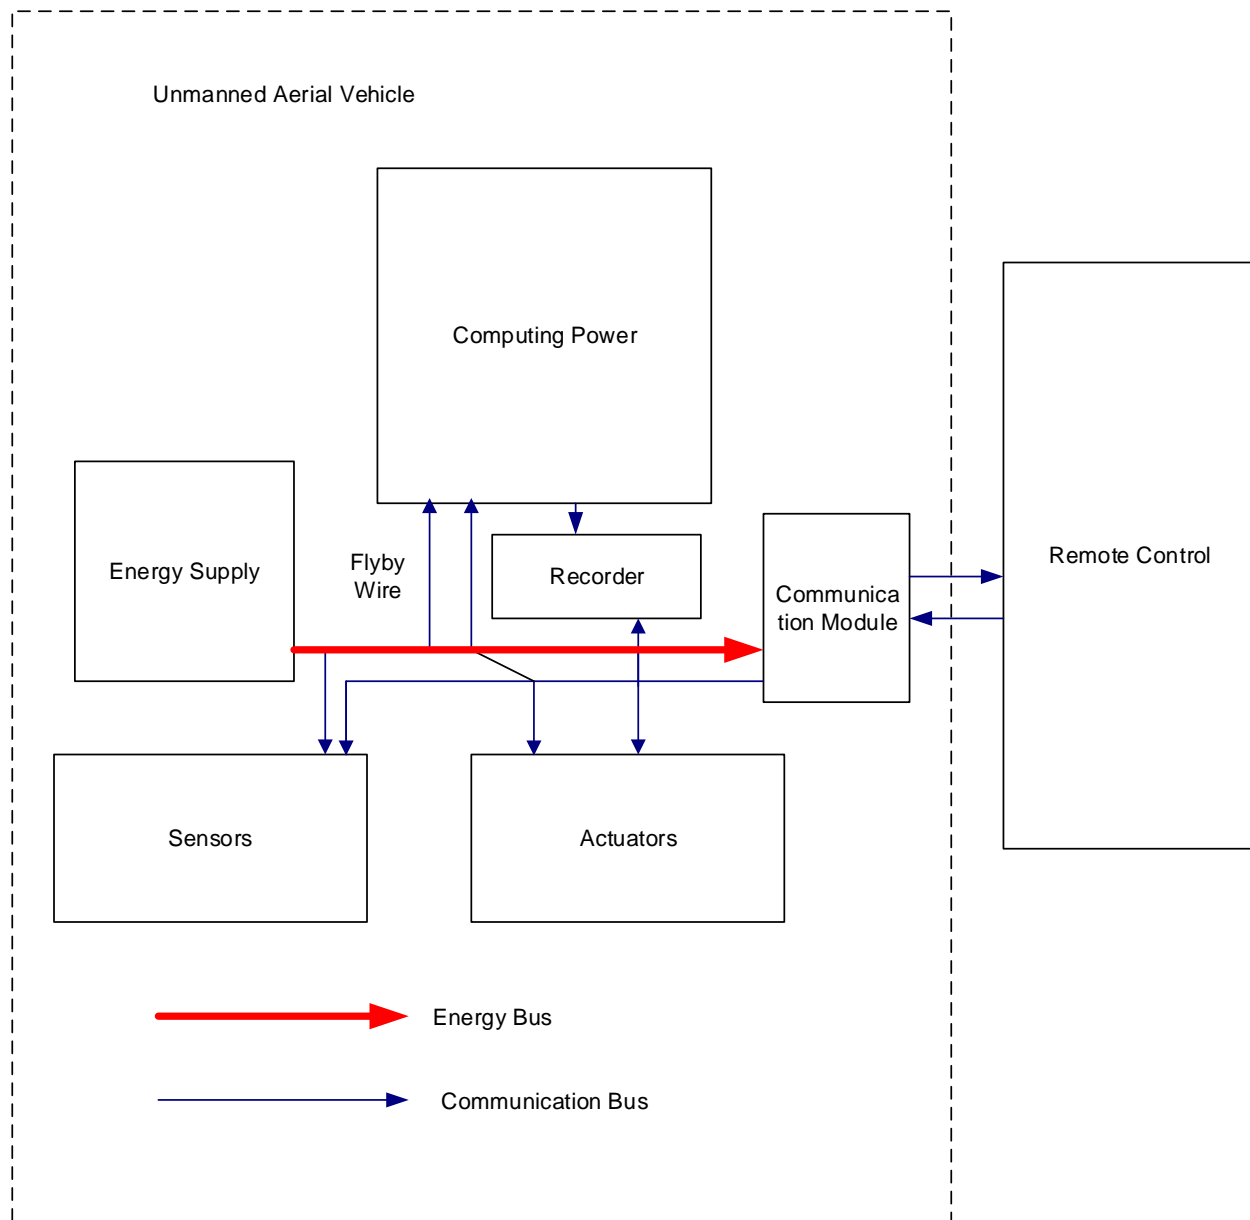 Unmanned Aerial Vehicle
Computing Power
Energy Supply
Flyby
Wire
Recorder
Communica
tion Module
Remote Control
Sensors
Actuators
Energy Bus
Communication Bus